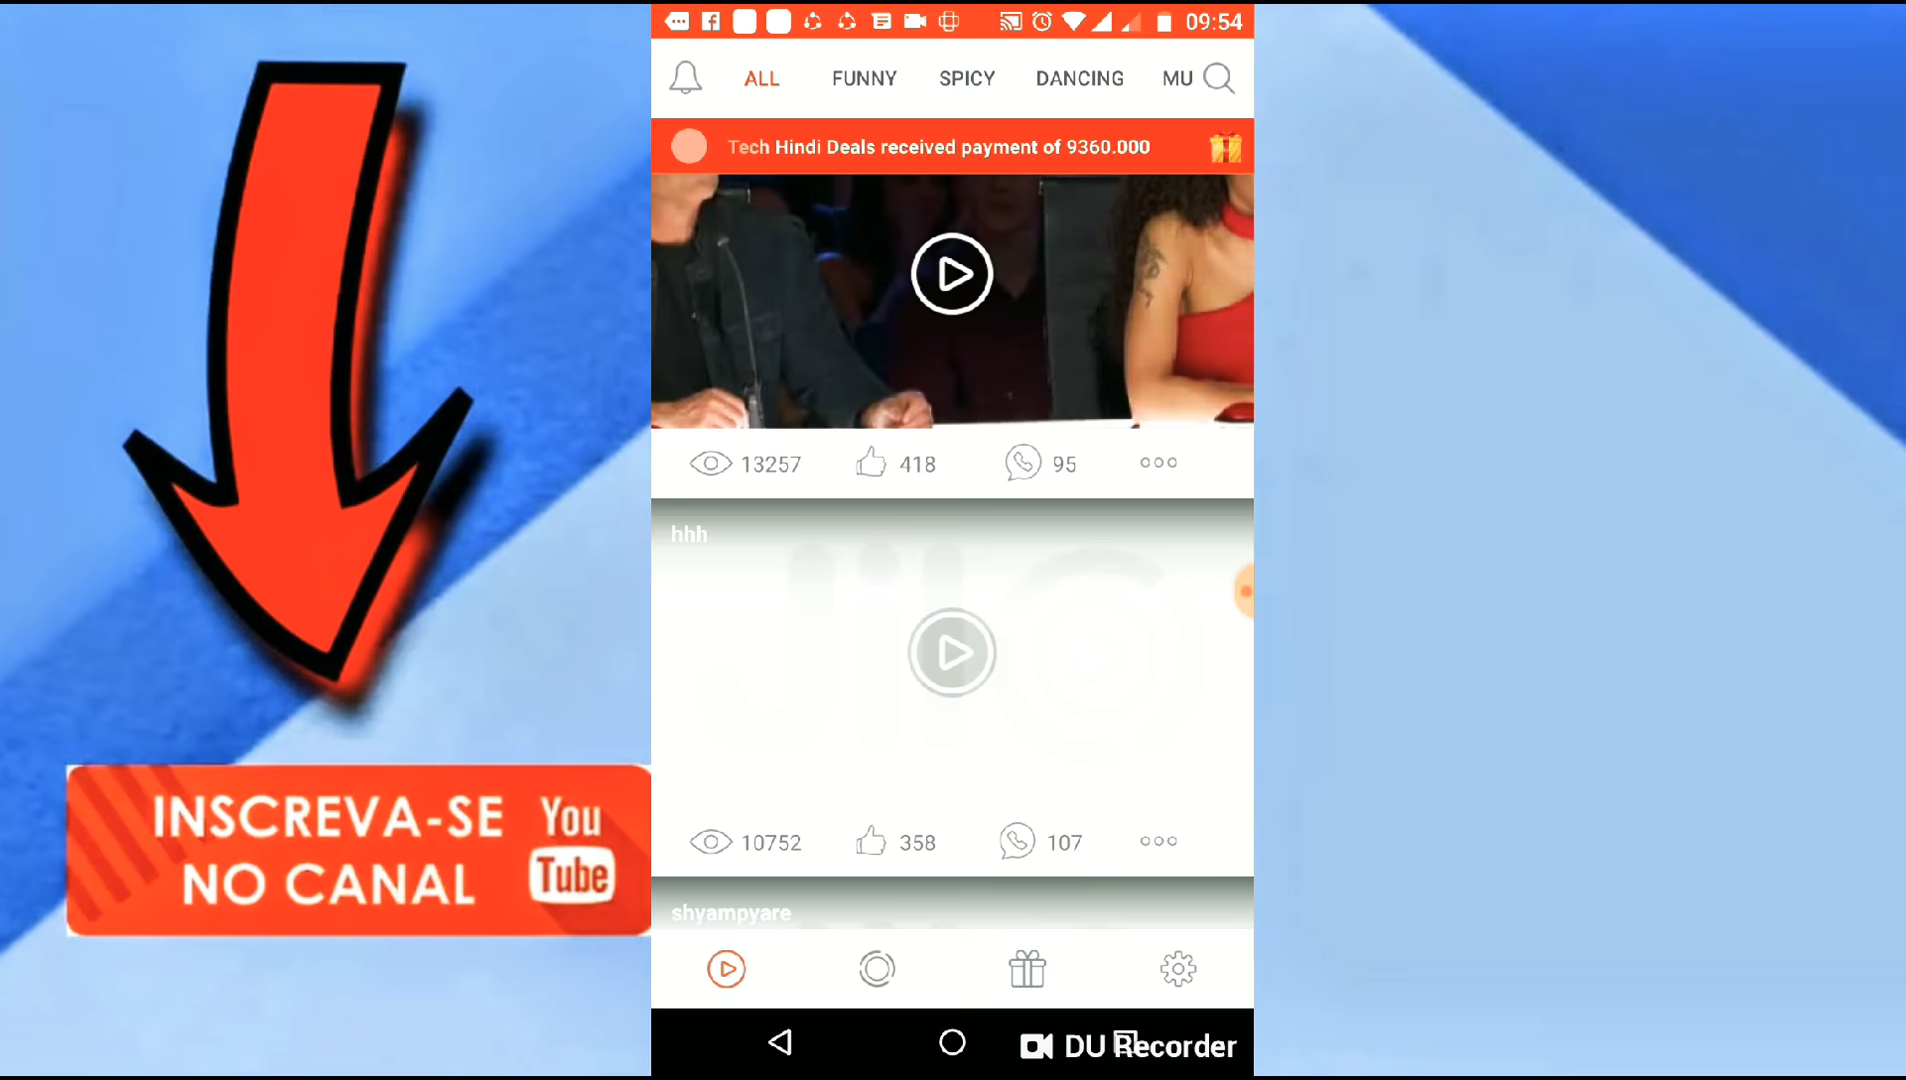 09:54
ALL FUNNY SPICY DANCING MU
Tech Hindi Deals received payment of 9360.000
13257 418 95
hhh
Jilo
10752 358 107
shyampyare
INSCREVA-SE
NO CANAL
You
Tube
DU Recorder